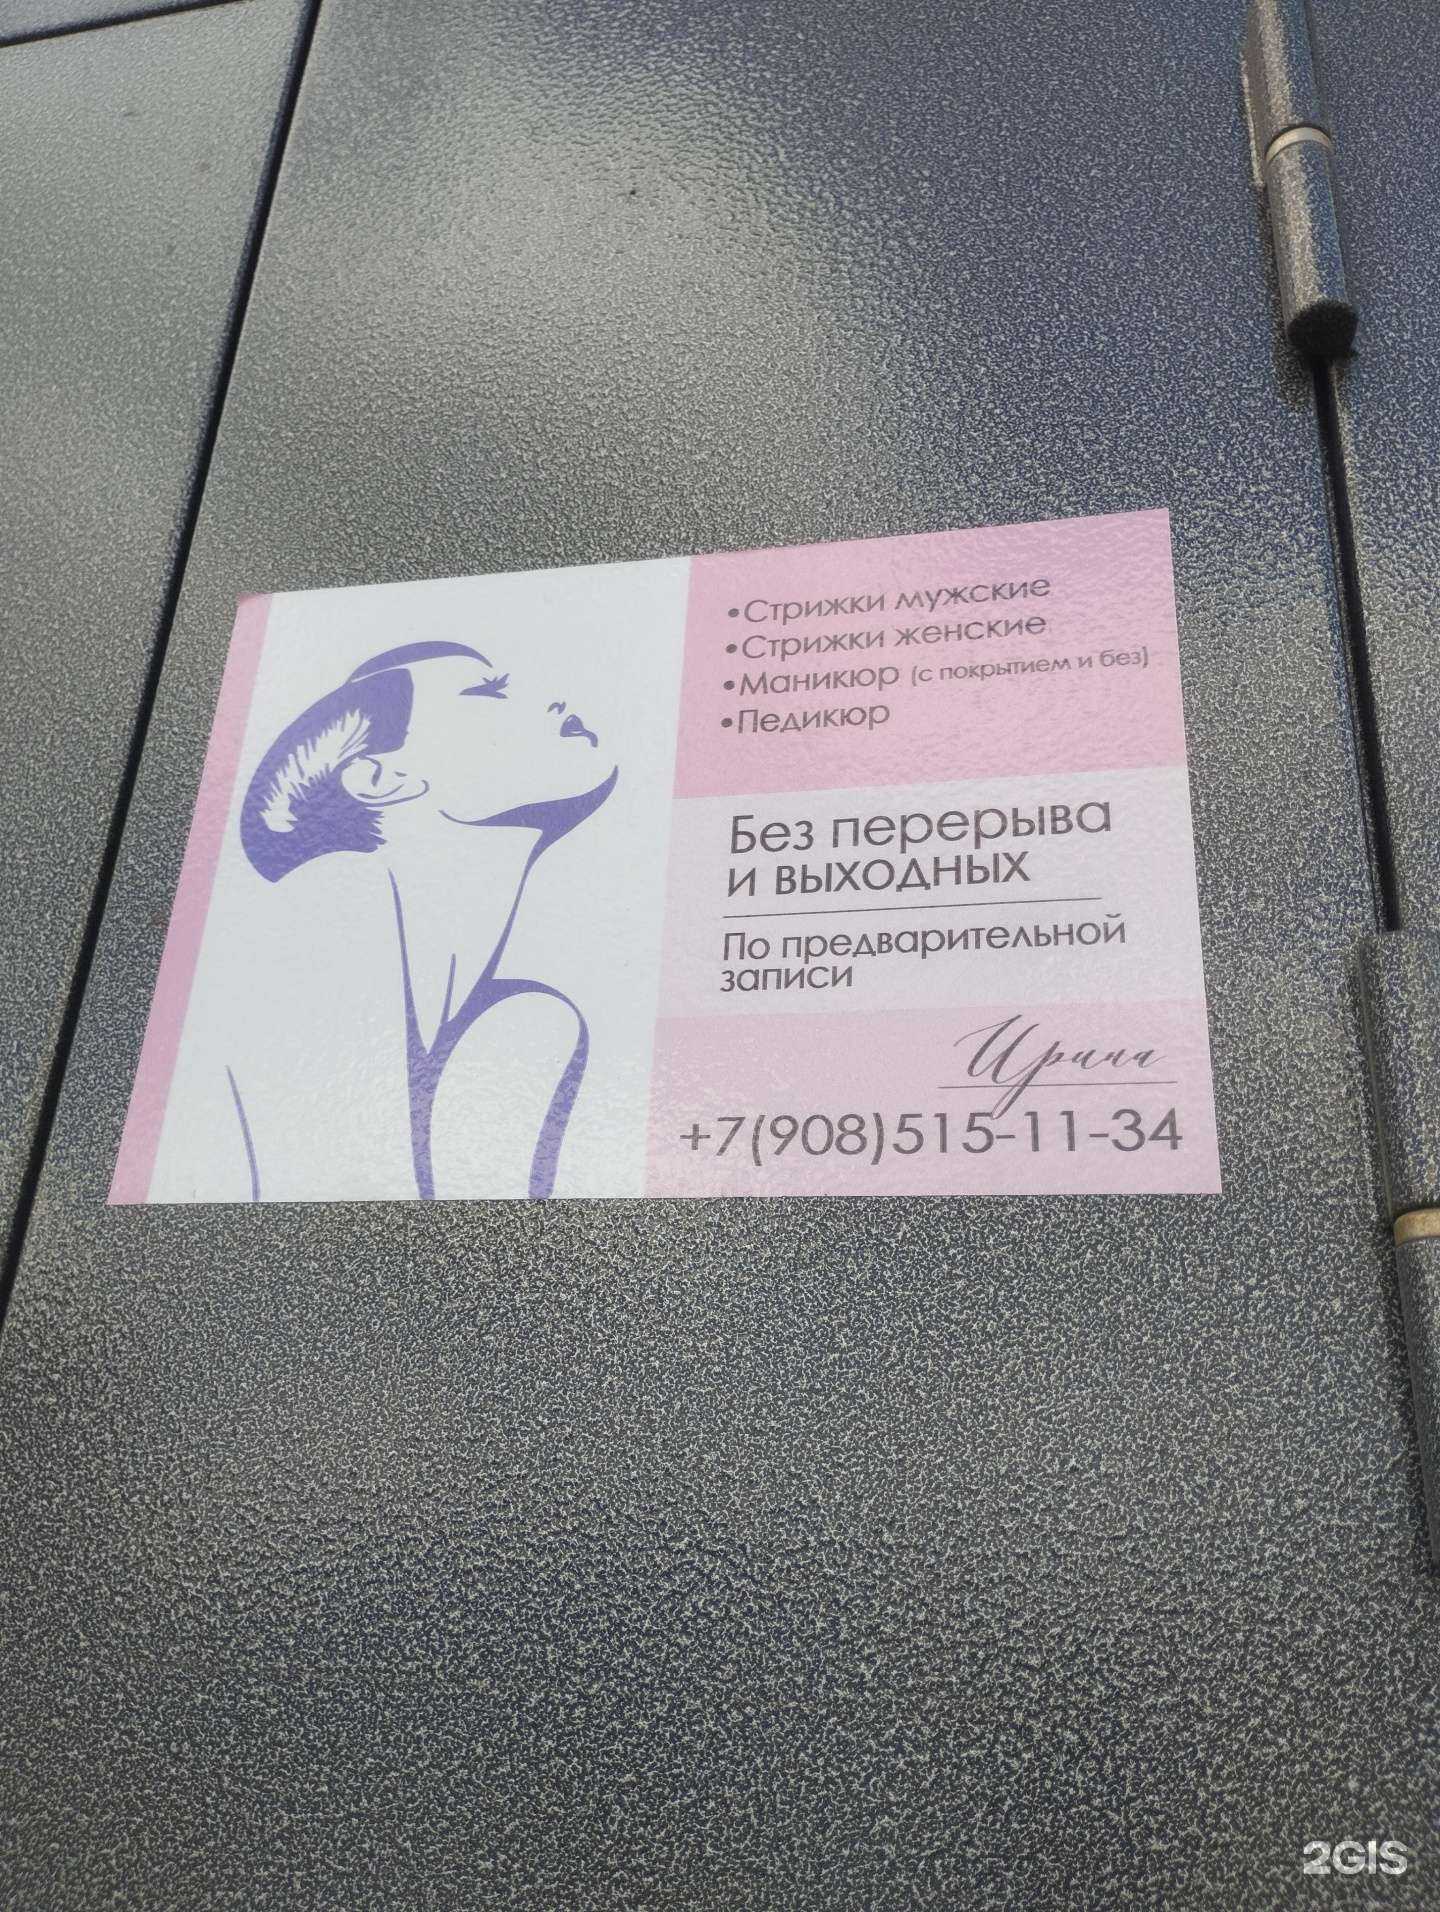 •Стрижки мужские
•Стрижки женские
•Маникюр (с покрытием и без)
•Педикюр
Без перерыва
и выходных
По предварительной
записи
Ирина
+7(908)515-11-34
2GIS